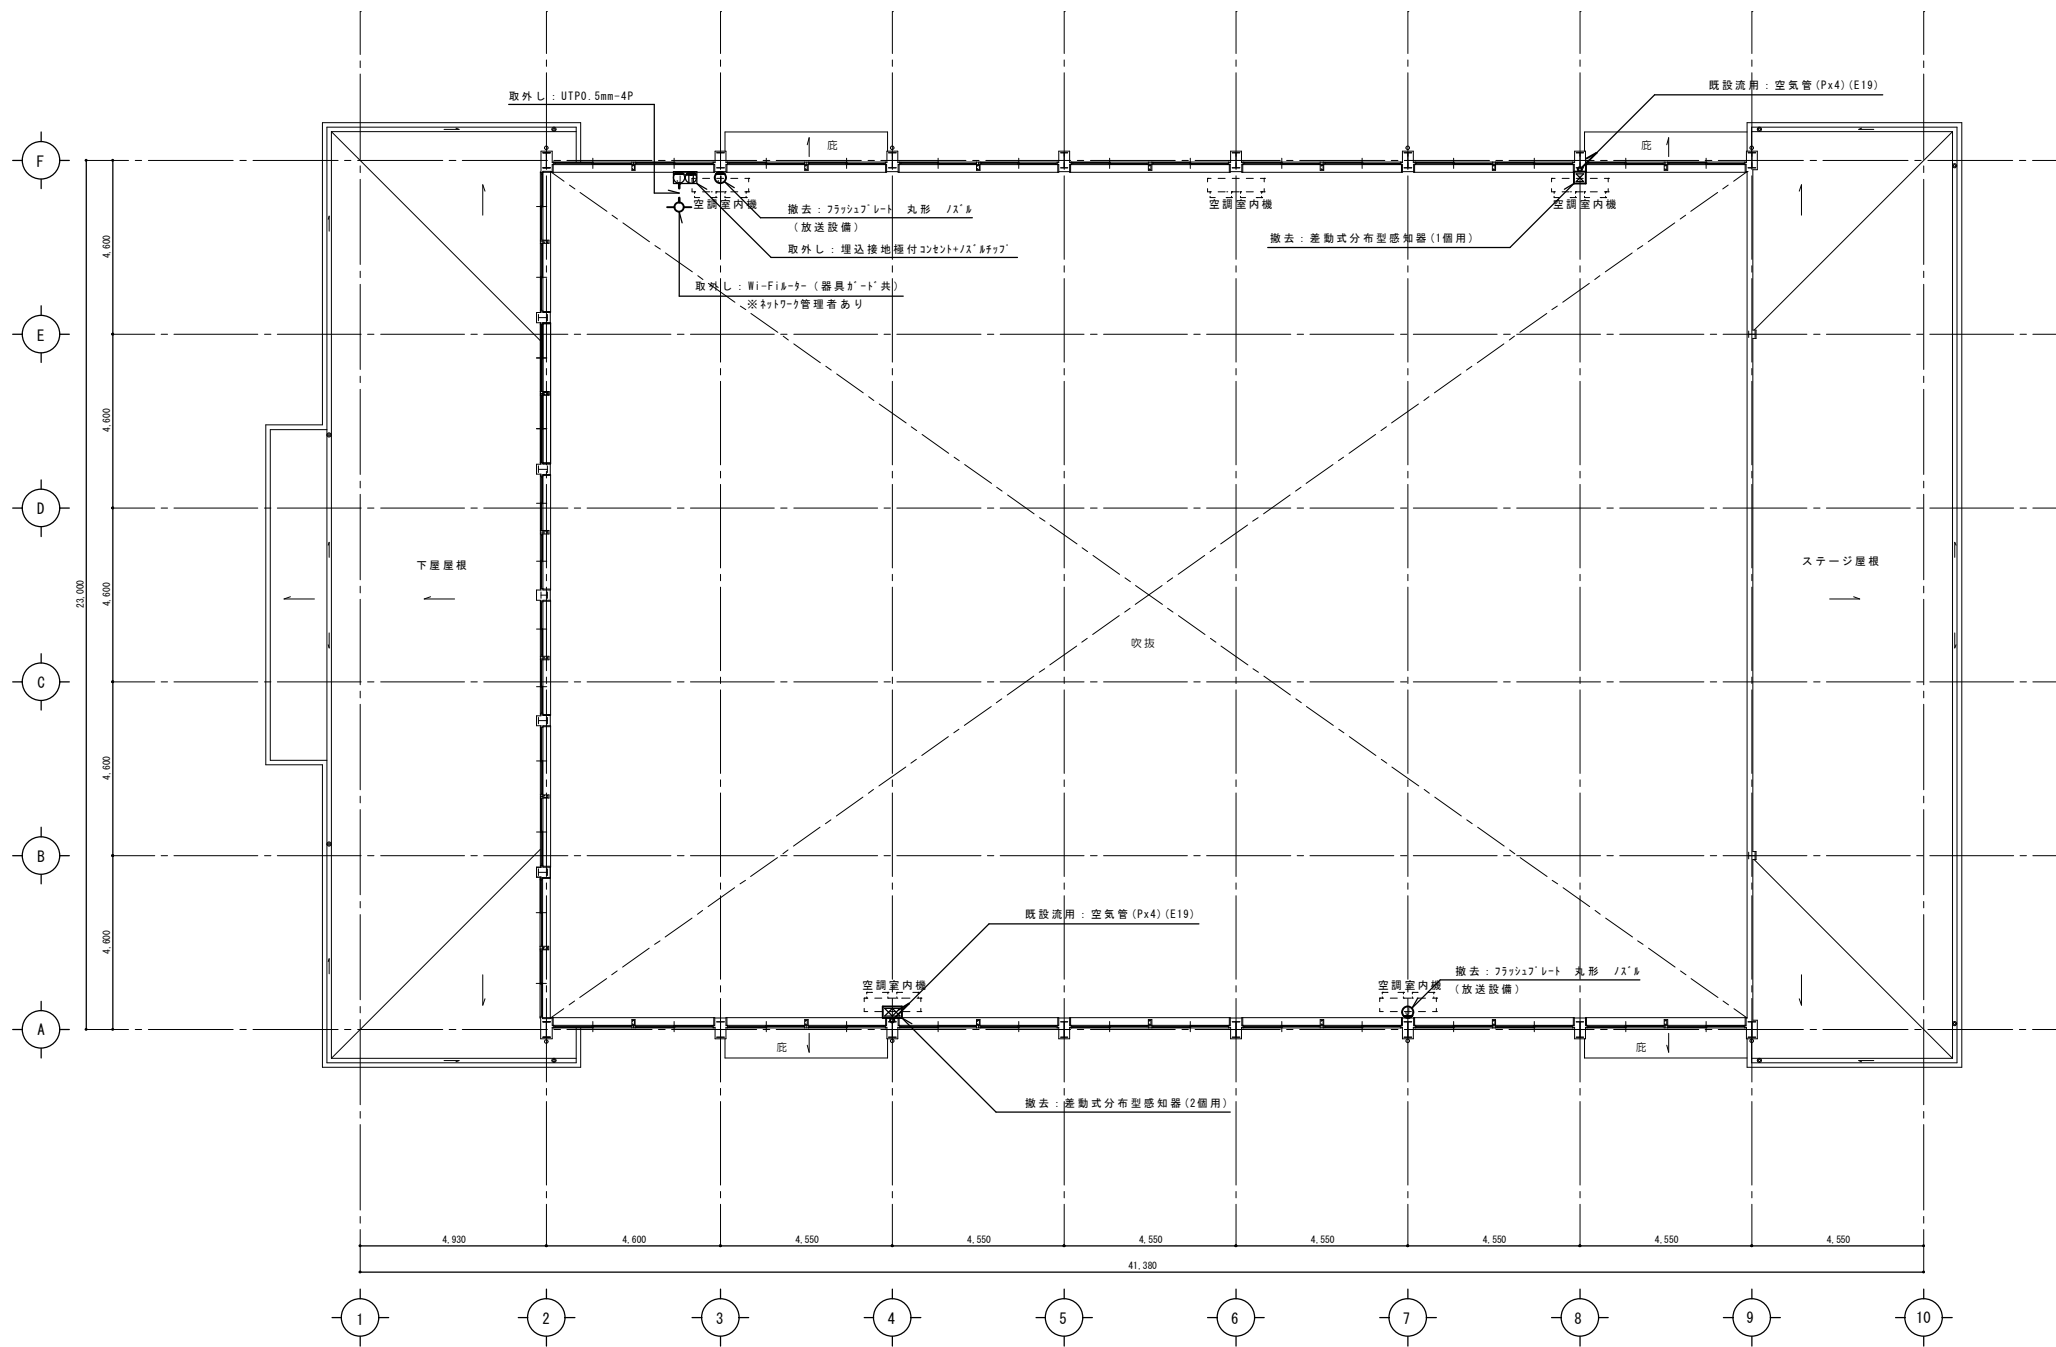 取外し：UTP0.5mm-4P
既設流用：空気管(Px4)(E19)
F
庇
庇
空調室内機
空調室内機
空調室内機
撤去：フラッシュプレート 丸形 ノズル
(放送設備)
撤去：差動式分布型感知器(1個用)
取外し：埋込接地極付コンセント+ノズルチップ
取外し：Wi-Fiルーター（器具ガード共）
※ネットワーク管理者あり
4,600
E
4,600
D
下屋屋根
ステージ屋根
23,000
4,600
吹抜
C
4,600
B
既設流用：空気管(Px4)(E19)
4,600
撤去：フラッシュプレート 丸形 ノズル
(放送設備)
空調室内機
空調室内機
A
庇
庇
撤去：差動式分布型感知器(2個用)
4,930
4,600
4,550
4,550
4,550
4,550
4,550
4,550
4,550
41,380
1
2
3
4
5
6
7
8
9
10